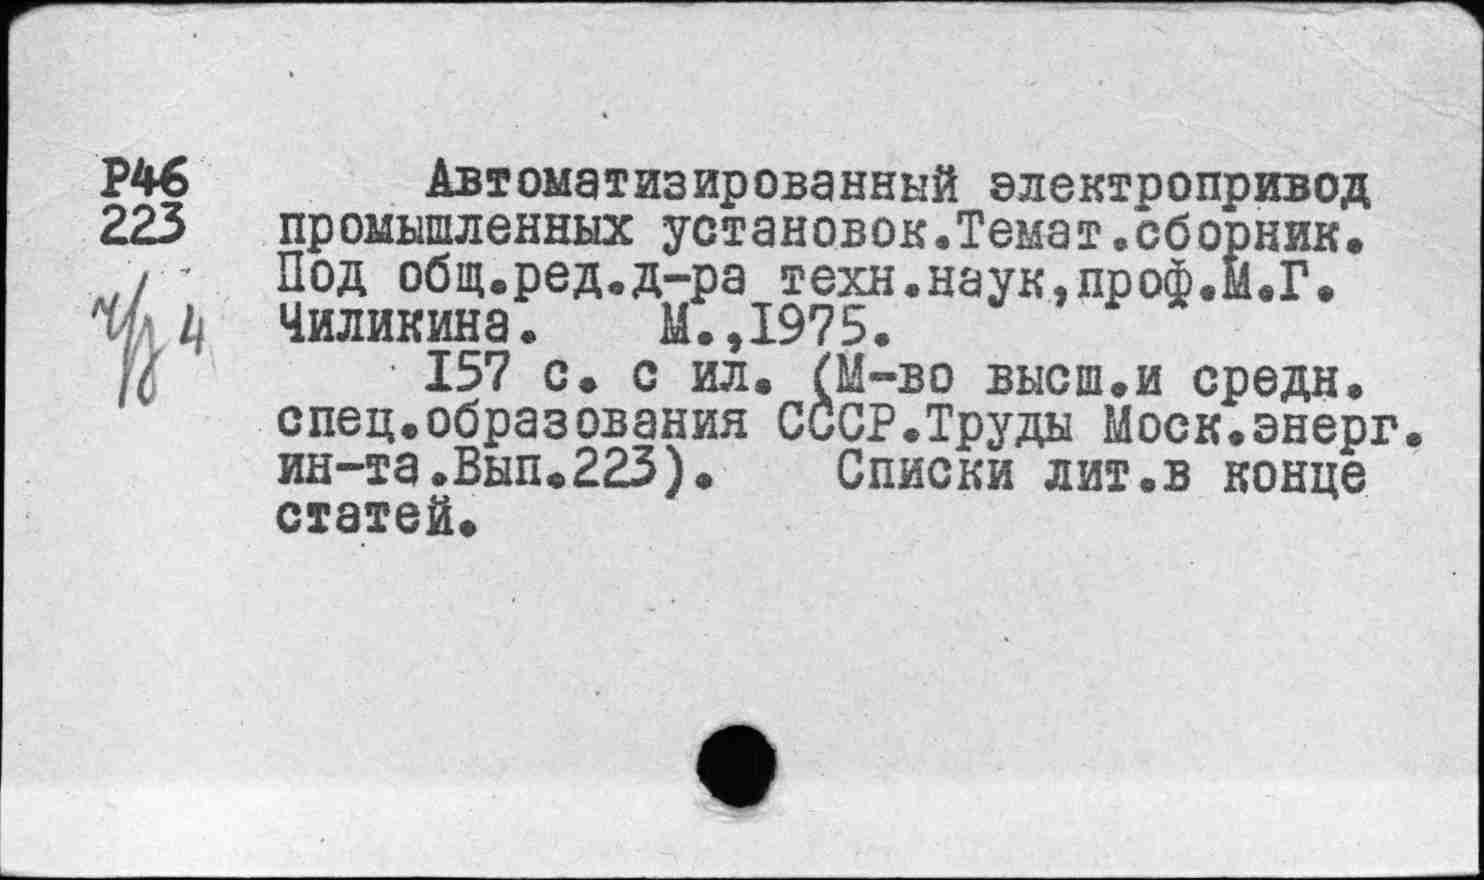 Р46 Автоматизированный электропривод
223 промышленных установок.Темат.сборник.
Под общ.ред.д-ра техн.наук,проф.М.Г.
Чиликина. М.,1975.
157 с. с ил. (М-во высш.и средн.
спец.образования СССР.Труды Моск.энерг.
ин-та.Вып.223). Списки лит.в конце
статей.